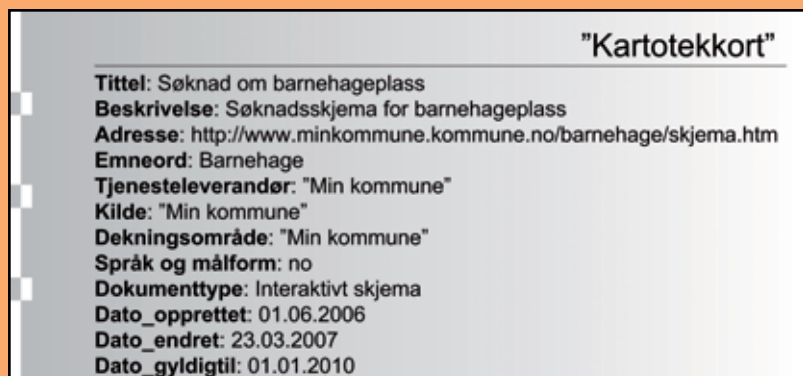 "Kartotekkort"
Tittel: Søknad om barnehageplass
Beskrivelse: Søknadsskjema for barnehageplass
Adresse: http://www.minkommune.kommune.no/barnehage/skjema.htm
Emneord: Barnehage
Tjenesteleverandør: "Min kommune"
Kilde: "Min kommune"
Dekningsområde: "Min kommune"
Språk og målform: no
Dokumenttype: Interaktivt skjema
Dato_opprettet: 01.06.2006
Dato_endret: 23.03.2007
Dato_gyldigtil: 01.01.2010